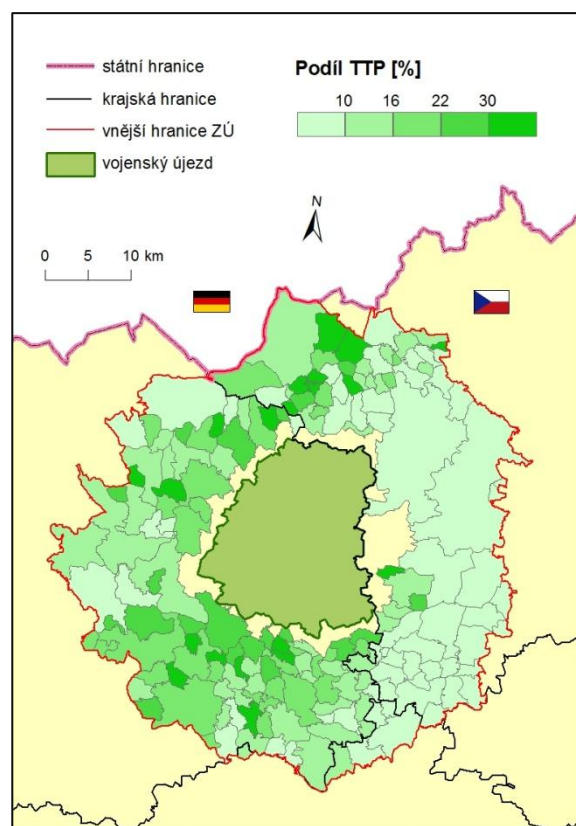 státní hranice
krajská hranice
vnější hranice ZÚ
vojenský újezd
Podíl TTP [%]
10 16 22 30
N
0 5 10 km